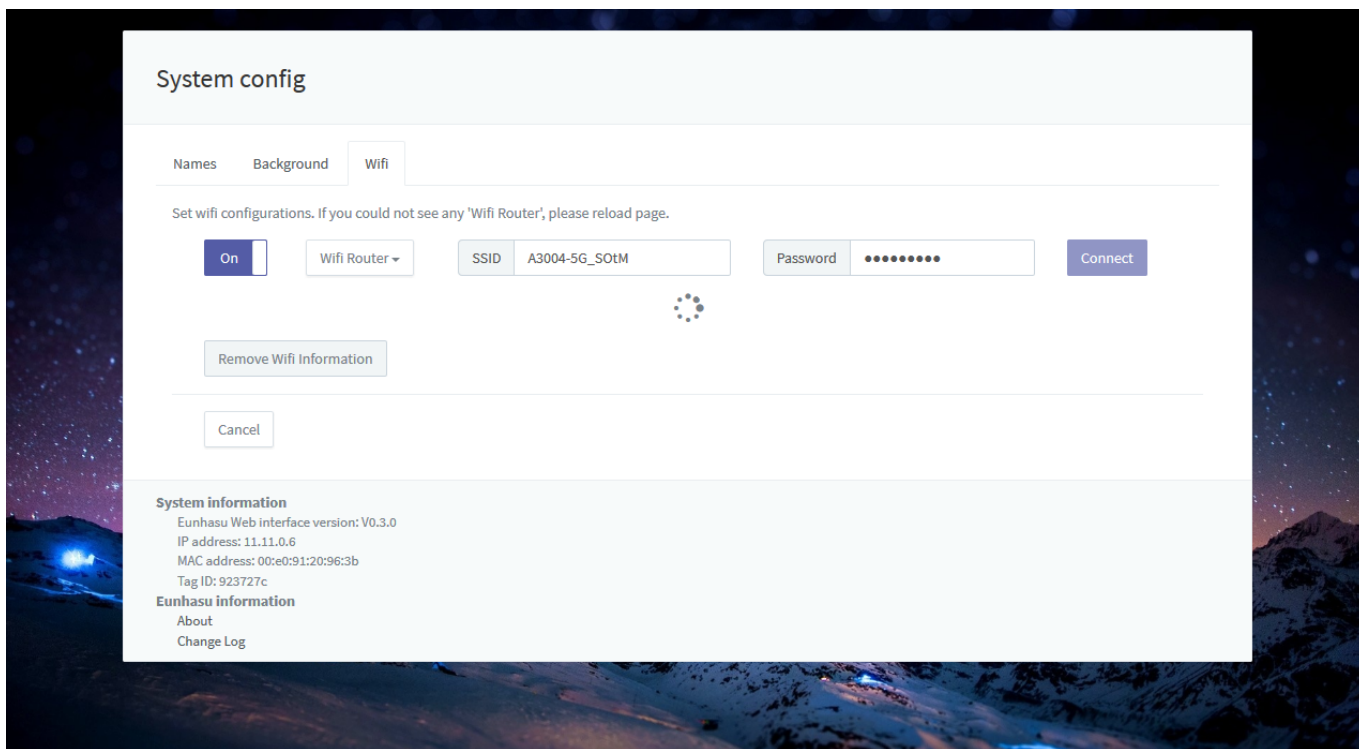 System config
Names Background Wifi
Set wifi configurations. If you could not see any 'Wifi Router', please reload page.
On Wifi Router SSID A3004-5G_SOtM Password ●●●●●●●●● Connect
Remove Wifi Information
Cancel
System information
Eunhasu Web interface version: V0.3.0
IP address: 11.11.0.6
MAC address: 00:e0:91:20:96:3b
Tag ID: 923727c
Eunhasu information
About
Change Log